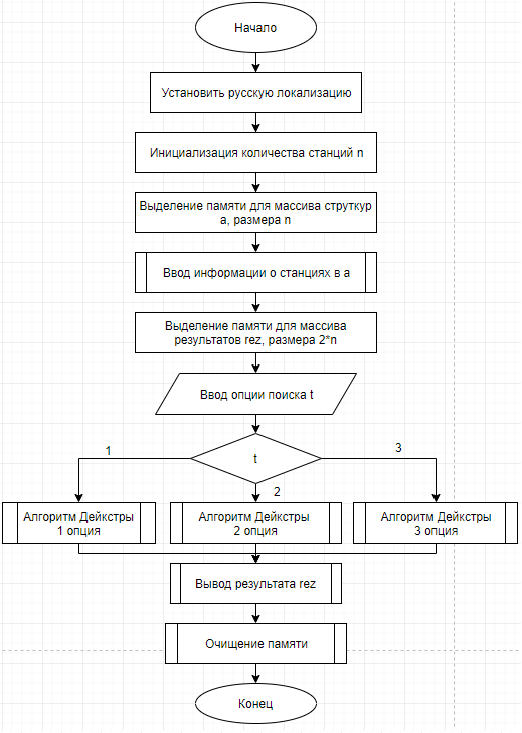 Начало
Установить русскую локализацию
Инициализация количества станций n
Выделение памяти для массива струткур
а, размера n
Ввод информации о станциях в а
Выделение памяти для массива
результатов rez, размера 2*n
Ввод опции поиска t
t
1
2
3
Алгоритм Дейкстры
1 опция
Алгоритм Дейкстры
2 опция
Алгоритм Дейкстры
3 опция
Вывод результата rez
Очищение памяти
Конец